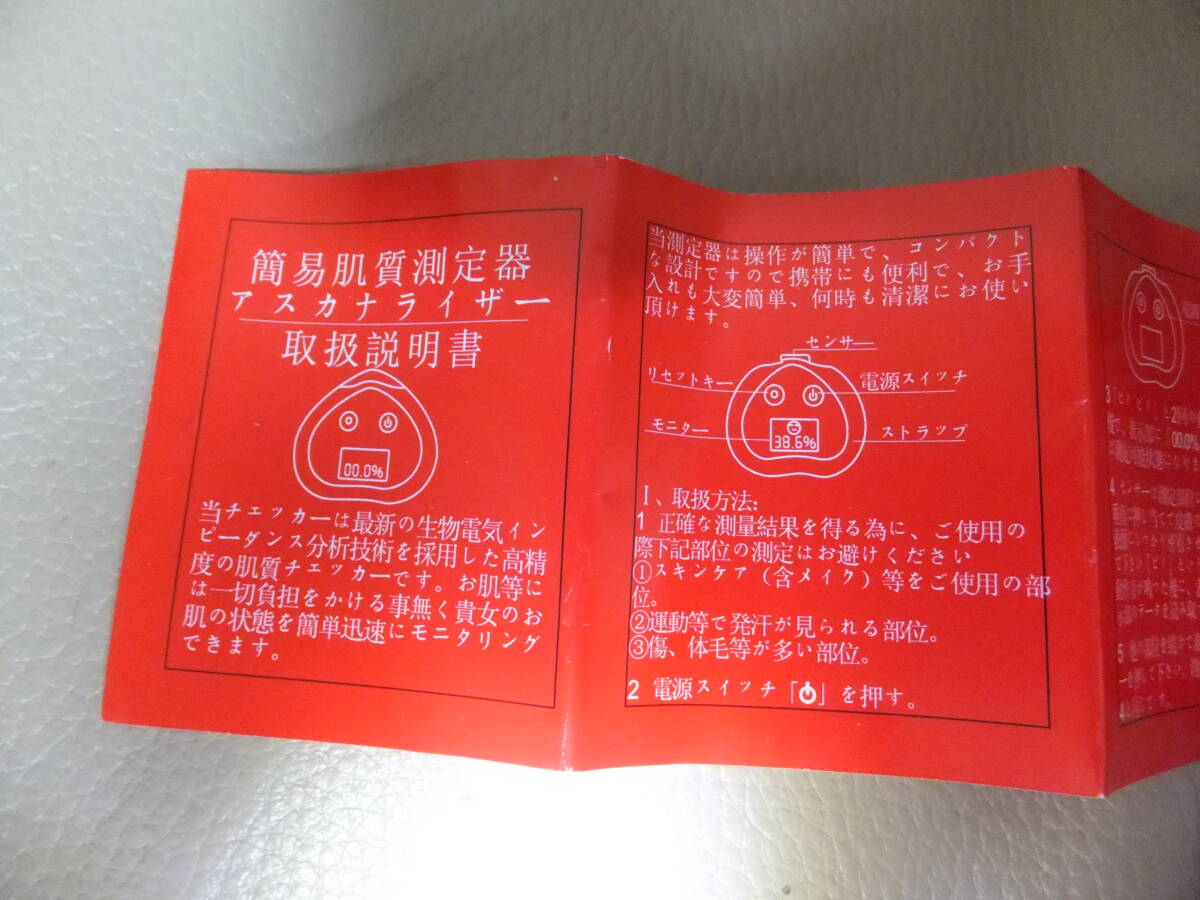 簡易肌質測定器
アスカナライザー
取扱説明書
00.0%
当チェッカーは最新の生物電気イン
ピーダンス分析技術を採用した高精
度の肌質チェッカーです。お肌等に
は一切負担をかける事無く貴女のお
肌の状態を簡単迅速にモニタリング
できます。
当測定器は操作が簡単で、コンパクト
な設計ですので携帯にも便利で、お手
入れも大変簡単、何時も清潔にお使い
頂けます。
センサー
リセットキー
電源スイッチ
モニター
38.6%
ストラップ
Ⅰ、取扱方法:
1 正確な測量結果を得る為に、ご使用の
際下記部位の測定はお避けください
①スキンケア(含メイク)等をご使用の部
位。
②運動等で発汗が見られる部位。
③傷、体毛等が多い部位。
2 電源スイッチ「⏻」を押す。
3
「00.0%
4 センサー
5